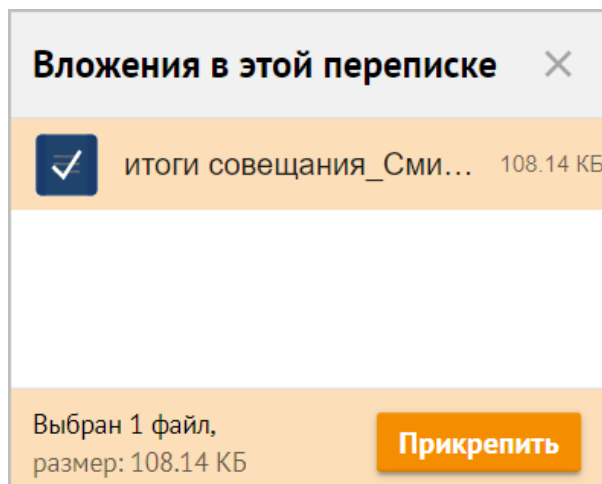 Вложения в этой переписке
итоги совещания_Сми... 108.14 КБ
Выбран 1 файл,
размер: 108.14 КБ
Прикрепить